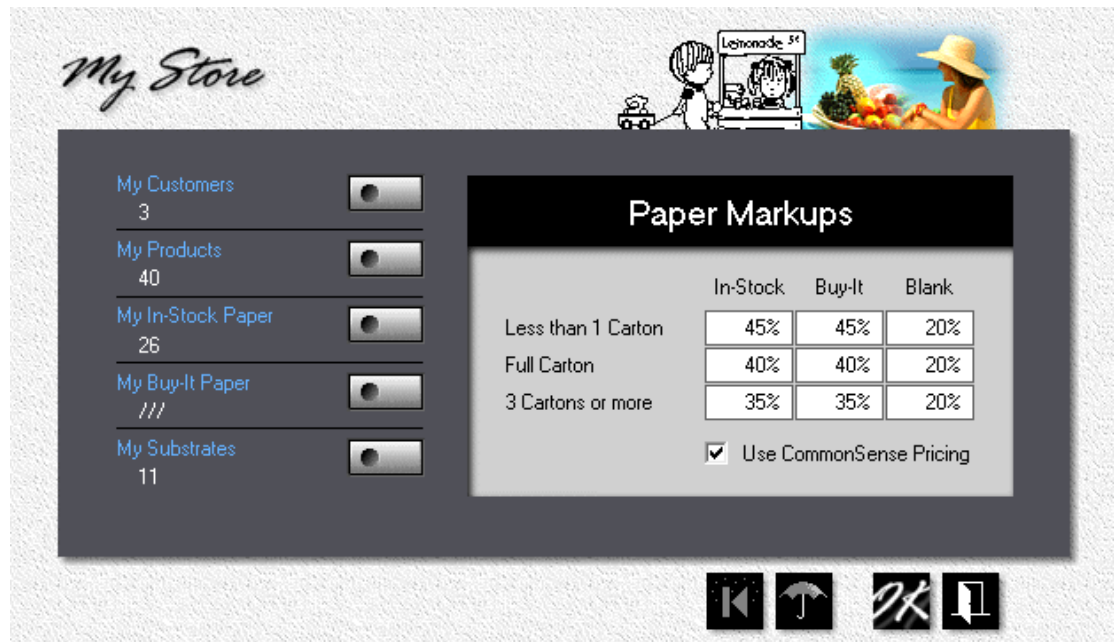 My Store
Lemonade 5¢
My Customers
3
My Products
40
My In-Stock Paper
26
My Buy-It Paper
///
My Substrates
11
Paper Markups
In-Stock Buy-It Blank
Less than 1 Carton 45% 45% 20%
Full Carton 40% 40% 20%
3 Cartons or more 35% 35% 20%
Use CommonSense Pricing
OK